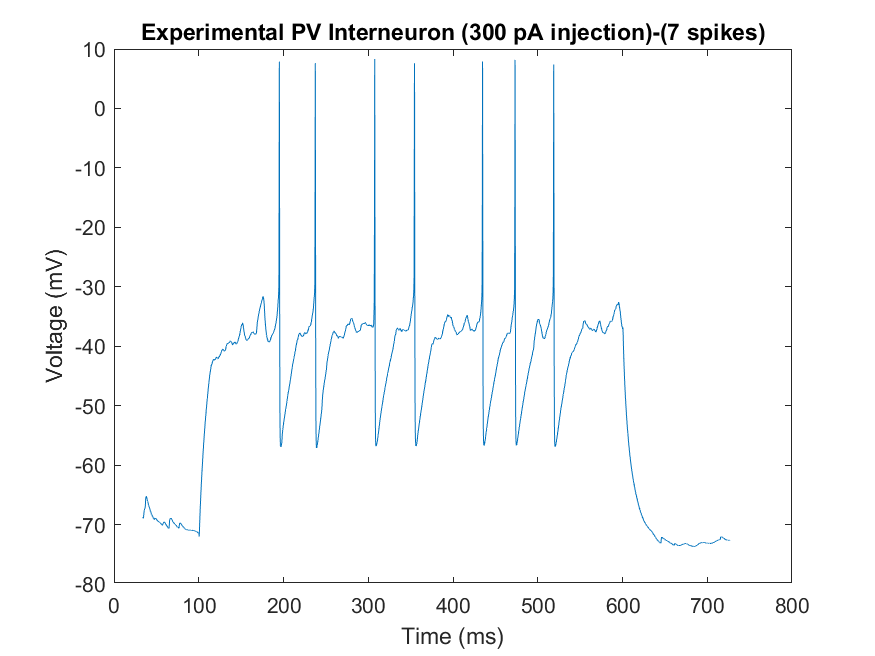 Experimental PV Interneuron (300 pA injection)-(7 spikes)
10
0
-10
-20
-30
-40
-50
-60
-70
-80
Voltage (mV)
0 100 200 300 400 500 600 700 800
Time (ms)